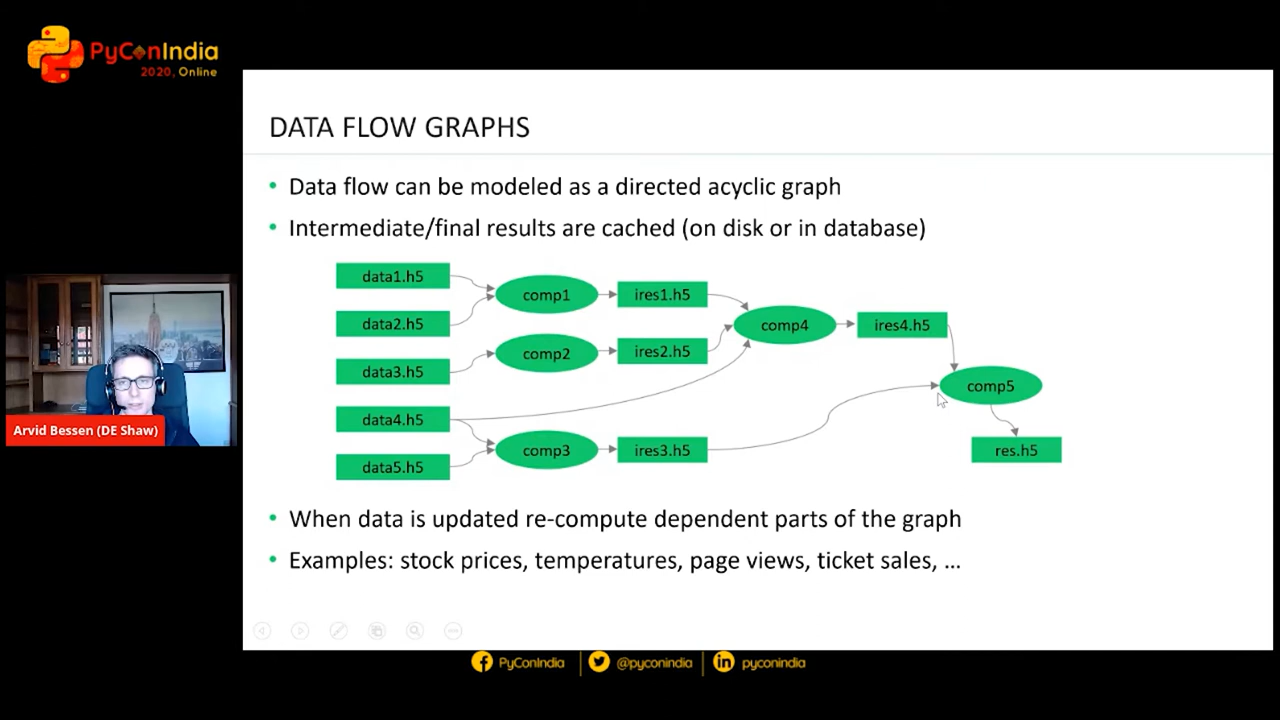 PyConIndia
2020, Online
DATA FLOW GRAPHS
• Data flow can be modeled as a directed acyclic graph
• Intermediate/final results are cached (on disk or in database)
data1.h5
data2.h5
data3.h5
data4.h5
data5.h5
comp1
comp2
comp3
ires1.h5
ires2.h5
ires3.h5
comp4
ires4.h5
comp5
res.h5
Arvid Bessen (DE Shaw)
• When data is updated re-compute dependent parts of the graph
• Examples: stock prices, temperatures, page views, ticket sales, ...
PyConIndia
@pyconindia
pyconindia